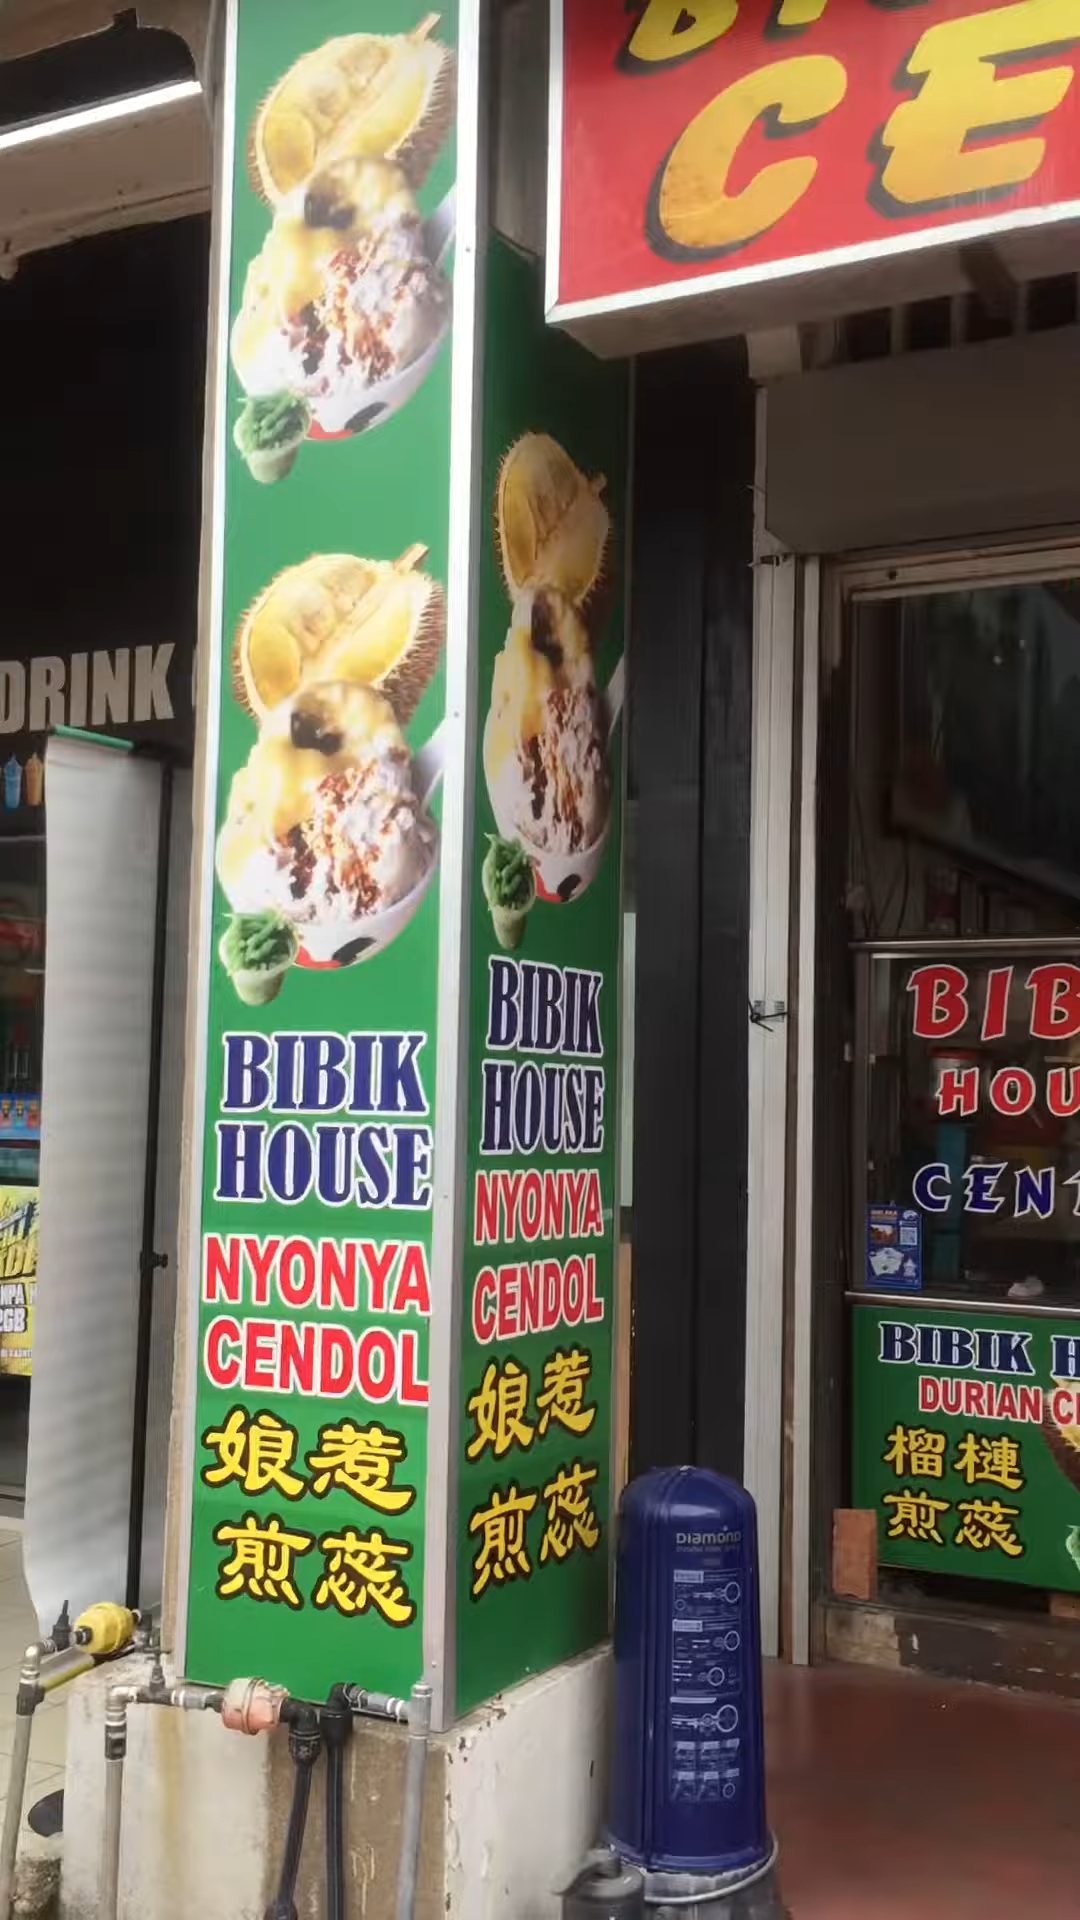 CE
DRINK
BIBIK
HOUSE
NYONYA
CENDOL
娘惹
煎蕊
BIBIK
HOUSE
NYONYA
CENDOL
娘惹
煎蕊
DIamond
BIB
HOU
CEN
BIBIK H
DURIAN C
榴槤
煎蕊